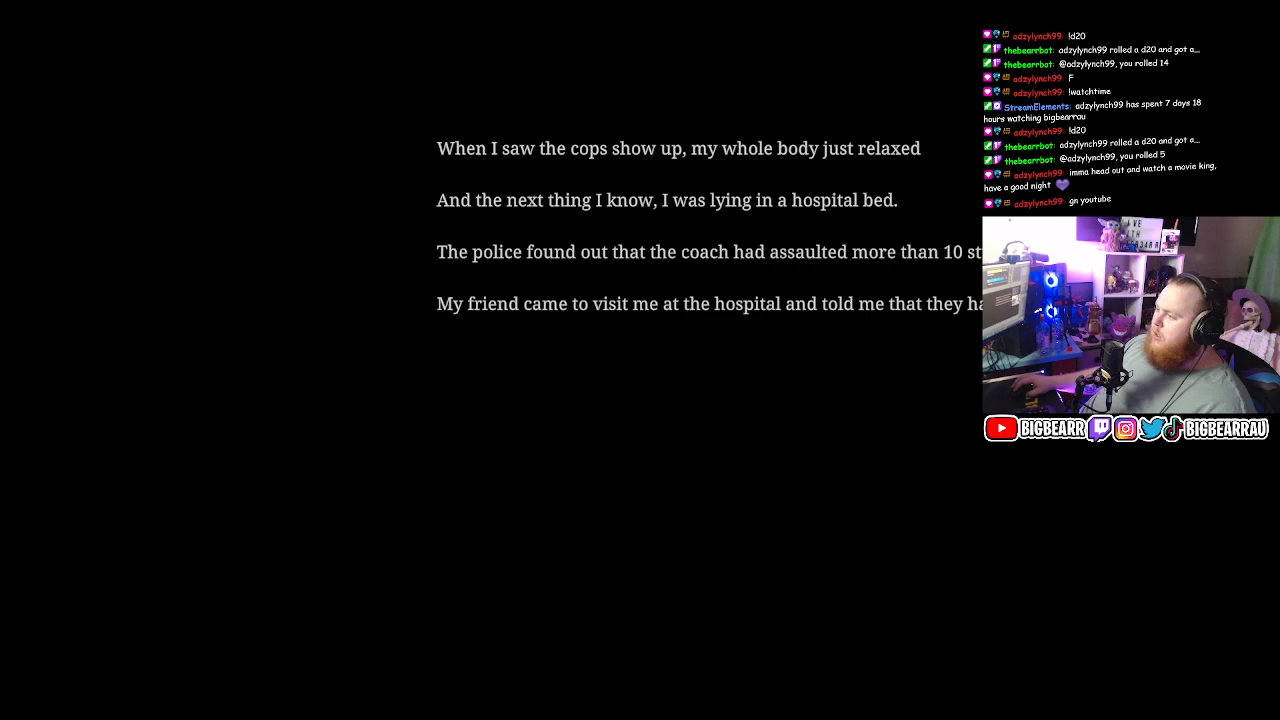 When I saw the cops show up, my whole body just relaxed
And the next thing I know, I was lying in a hospital bed.
The police found out that the coach had assaulted more than 10
My friend came to visit me at the hospital and told me that they
adzylynch99: !d20
thebearrbot: adzylynch99 rolled a d20 and got a...
thebearrbot: @adzylynch99, you rolled 14
adzylynch99: F
adzylynch99: !watchtime
StreamElements: adzylynch99 has spent 7 days 18
hours watching bigbearrau
adzylynch99: !d20
thebearrbot: adzylynch99 rolled a d20 and got a...
thebearrbot: @adzylynch99, you rolled 5
adzylynch99: imma head out and watch a movie king,
have a good night
adzylynch99: gn youtube
BIGBEARR BIGBEARRAU